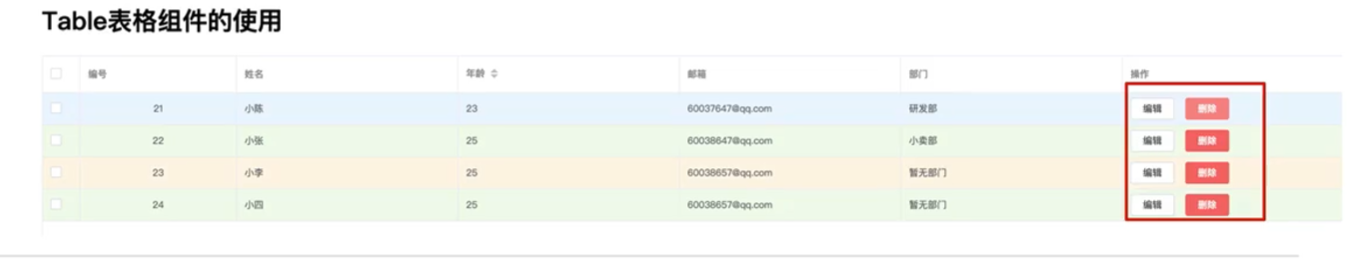 Table表格组件的使用
编号 姓名 年龄 邮箱 部门 操作
21 小陈 23 60037647@qq.com 研发部 编辑 删除
22 小张 25 60038647@qq.com 小卖部 编辑 删除
23 小李 25 60038657@qq.com 暂无部门 编辑 删除
24 小四 25 60038657@qq.com 暂无部门 编辑 删除